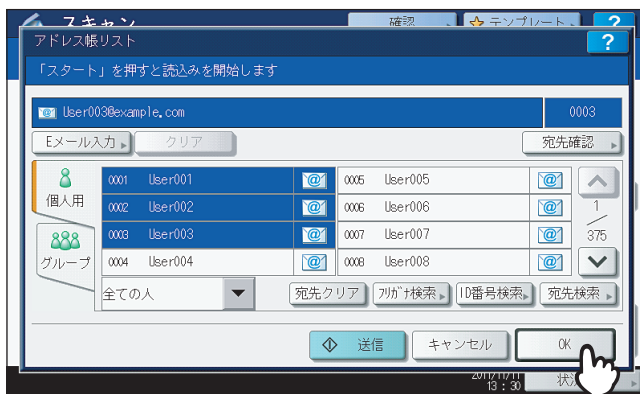 スキャン
確認
テンプレート
?
アドレス帳リスト
?
「スタート」を押すと読込みを開始します
User003@example.com
0003
Eメール入力
クリア
宛先確認
個人用
グループ
0001 User001
0005 User005
0002 User002
0006 User006
0003 User003
0007 User007
0004 User004
0008 User008
1
375
全ての人
宛先クリア
フリガナ検索
ID番号検索
宛先検索
送信
キャンセル
OK
2011/11/11
13:30